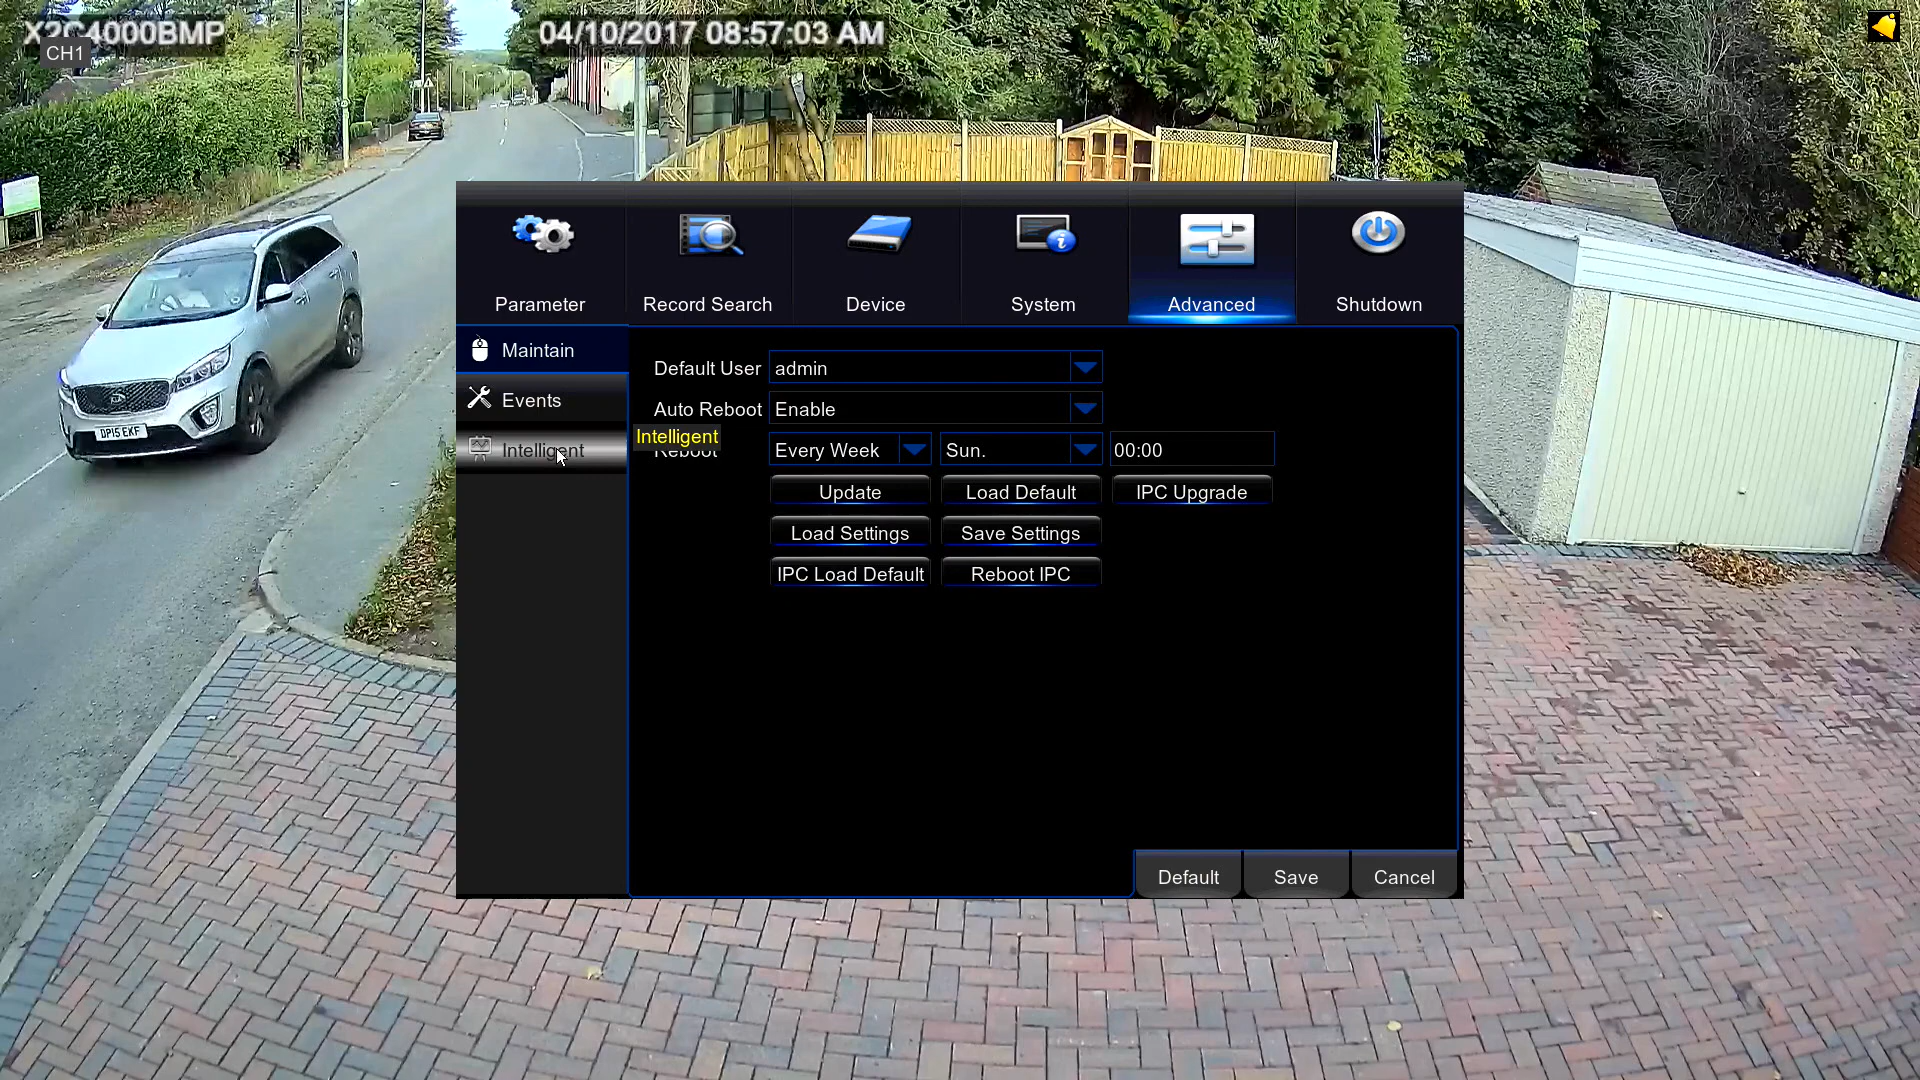 X2C4000BMP
CH1
04/10/2017 08:57:03 AM
DP15 EKF
Parameter
Record Search
Device
System
Advanced
Shutdown
Maintain
Events
Intelligent
Default User admin
Auto Reboot Enable
Intelligent
Reboot Every Week Sun. 00:00
Update Load Default IPC Upgrade
Load Settings Save Settings
IPC Load Default Reboot IPC
Default Save Cancel